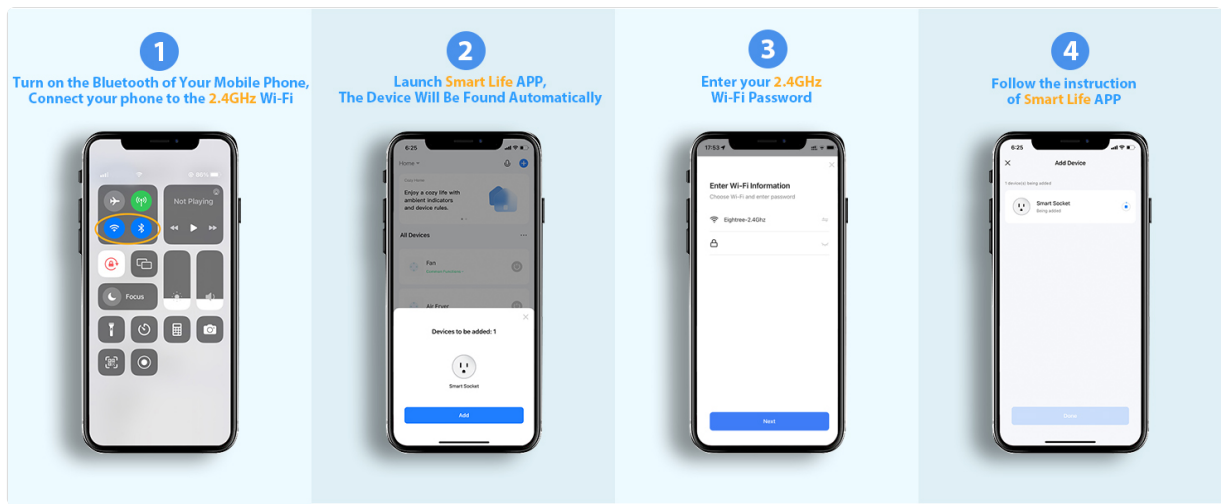 1
Turn on the Bluetooth of Your Mobile Phone,
Connect your phone to the 2.4GHz Wi-Fi
Not Playing
Focus
2
Launch Smart Life APP,
The Device Will Be Found Automatically
6:25
Home
Enjoy a cozy life with
ambient indicators
and device rules.
All Devices
Fan
Air Fryer
Devices to be added: 1
Smart Socket
Add
3
Enter your 2.4GHz
Wi-Fi Password
17:53
Enter Wi-Fi Information
Choose Wi-Fi and enter password
Eightree-2.4Ghz
Next
4
Follow the instruction
of Smart Life APP
6:25
Add Device
1 device(s) being added
Smart Socket
Being added
Done